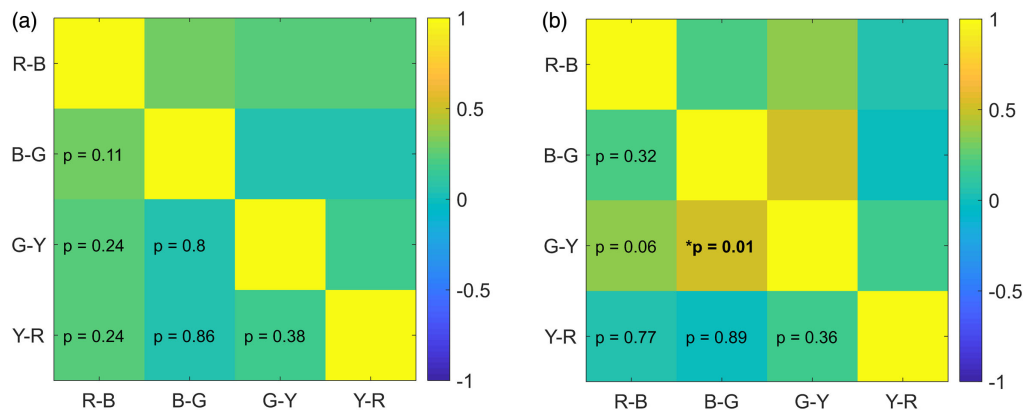 (a)
R-B
B-G
p = 0.11
G-Y
p = 0.24
p = 0.8
Y-R
p = 0.24
p = 0.86
p = 0.38
R-B
B-G
G-Y
Y-R
1
0.5
0
-0.5
-1
(b)
R-B
B-G
p = 0.32
G-Y
p = 0.06
*p = 0.01
Y-R
p = 0.77
p = 0.89
p = 0.36
R-B
B-G
G-Y
Y-R
1
0.5
0
-0.5
-1